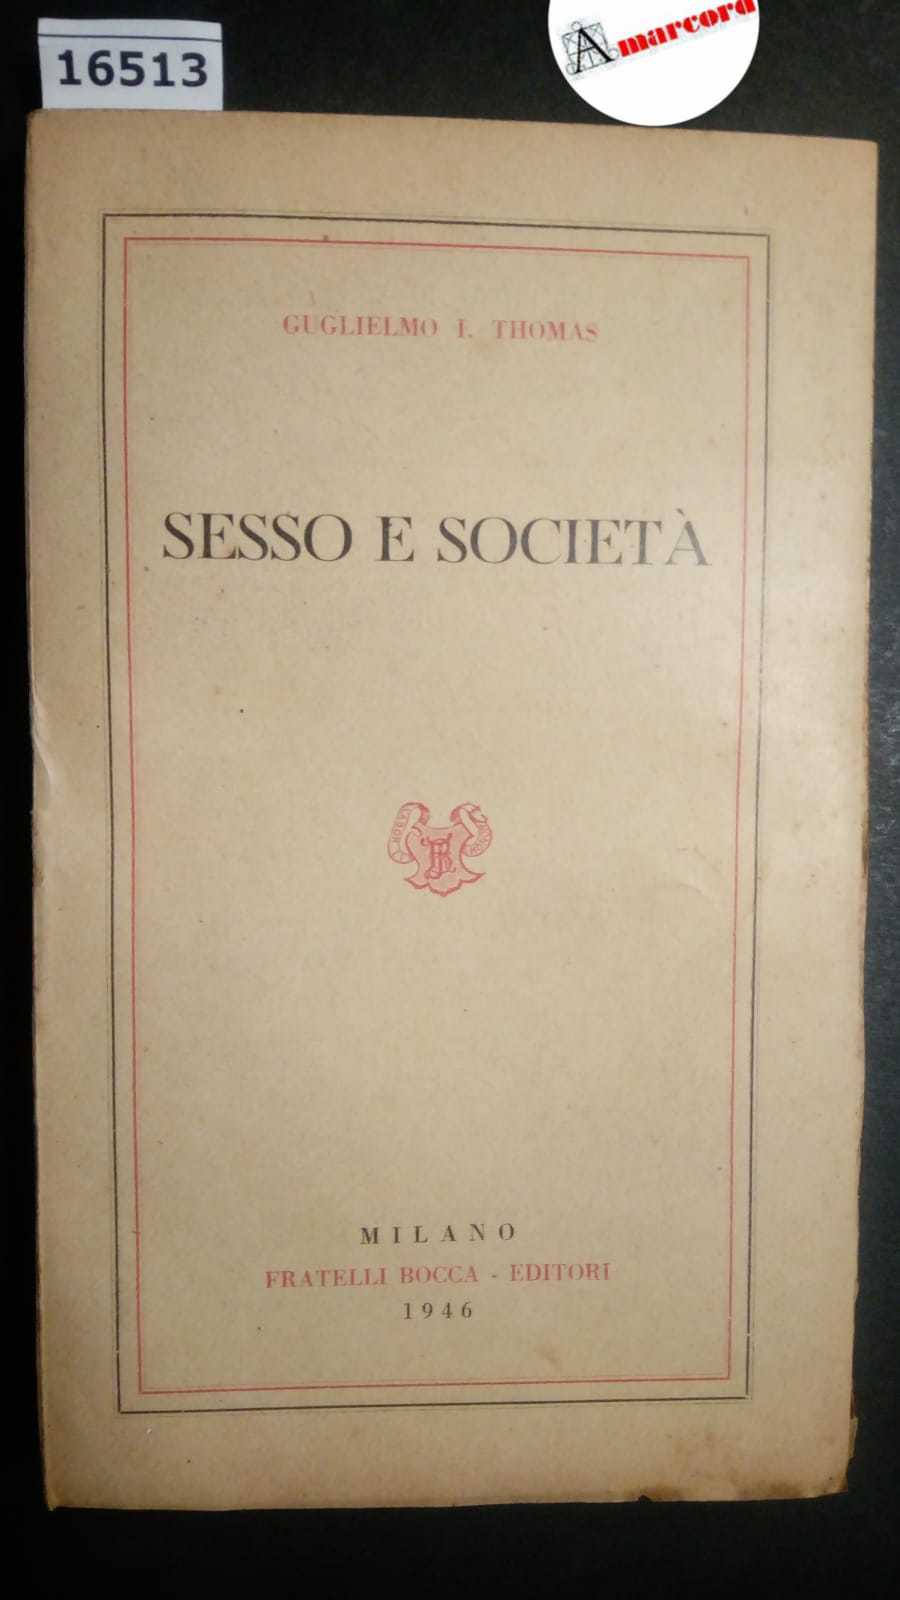 16513
Amarcord
GUGLIELMO I. THOMAS
SESSO E SOCIETÀ
MILANO
FRATELLI BOCCA - EDITORI
1946